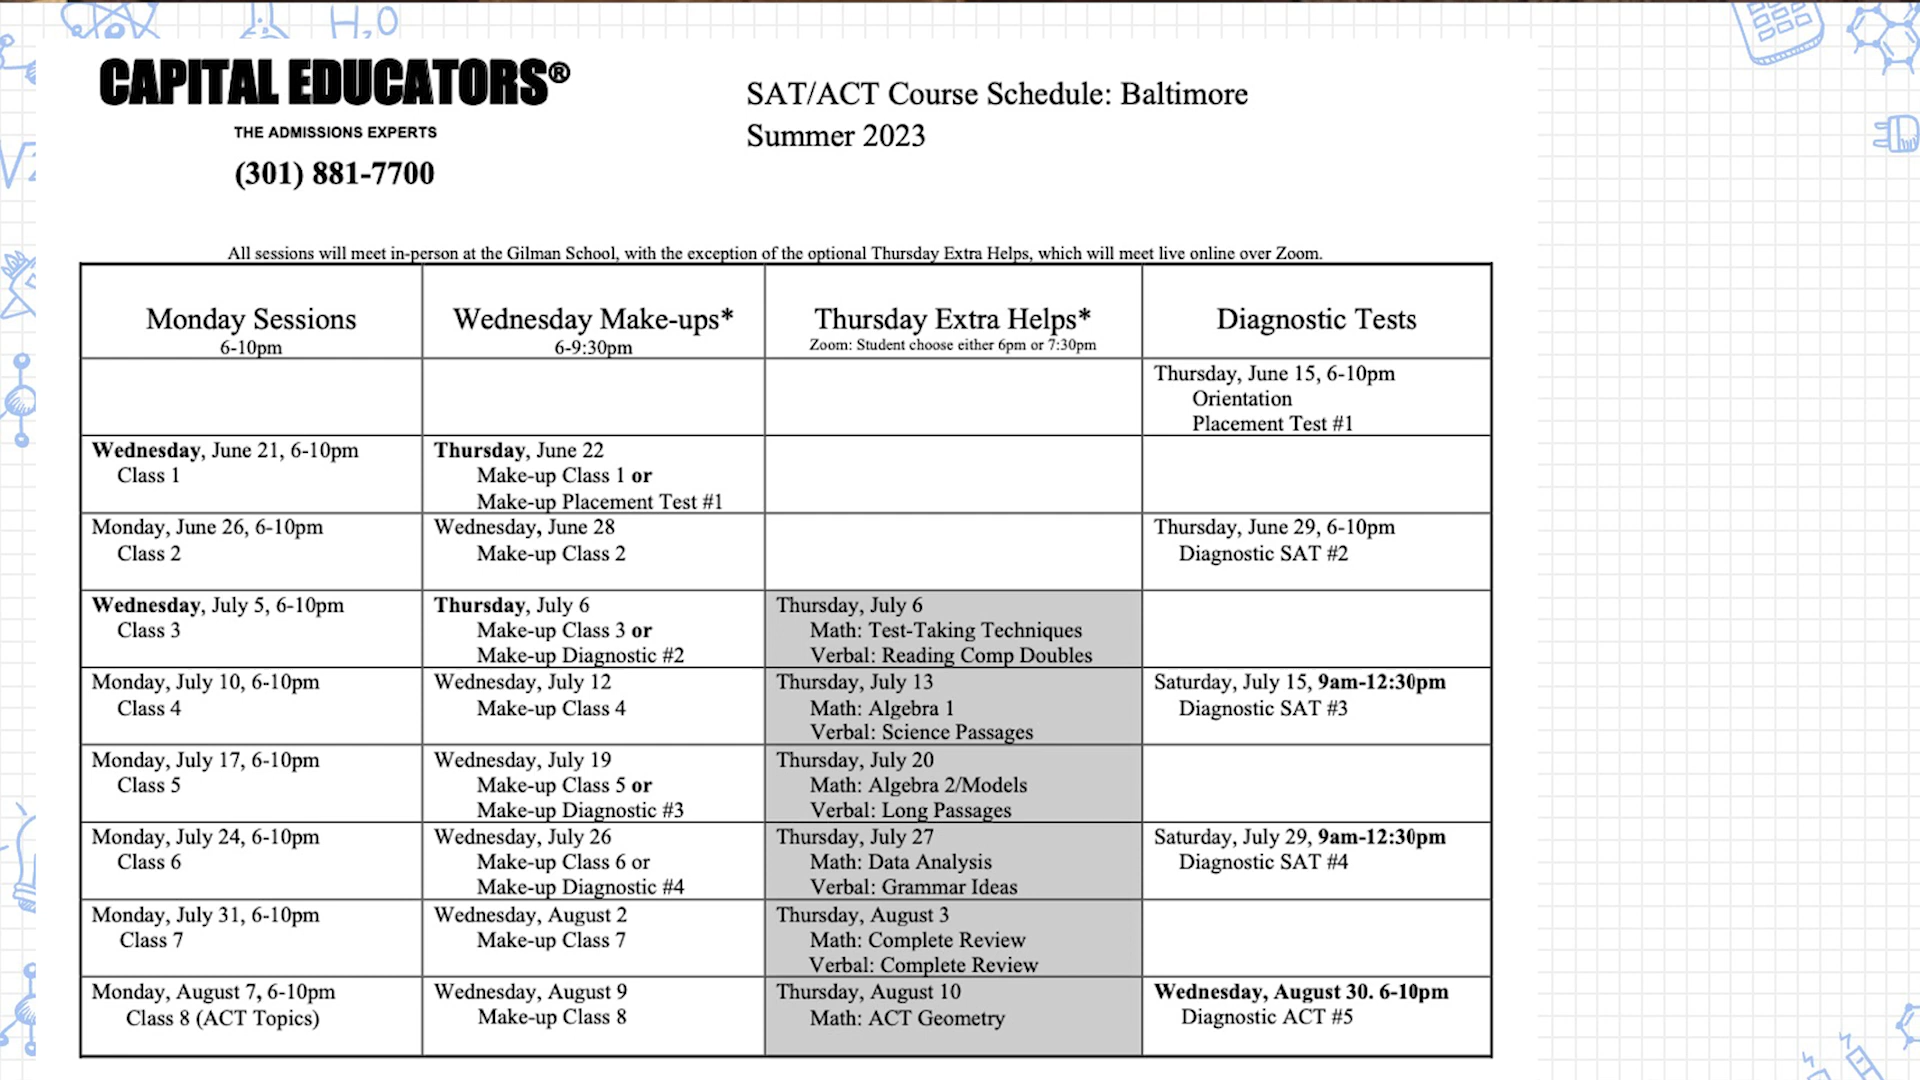 H₂O
CAPITAL EDUCATORS®
THE ADMISSIONS EXPERTS
(301) 881-7700
SAT/ACT Course Schedule: Baltimore
Summer 2023
√2
All sessions will meet in-person at the Gilman School, with the exception of the optional Thursday Extra Helps, which will meet live online over Zoom.
Monday Sessions
6-10pm
Wednesday Make-ups*
6-9:30pm
Thursday Extra Helps*
Zoom: Student choose either 6pm or 7:30pm
Diagnostic Tests
Thursday, June 15, 6-10pm
Orientation
Placement Test #1
Wednesday, June 21, 6-10pm
Class 1
Thursday, June 22
Make-up Class 1 or
Make-up Placement Test #1
Monday, June 26, 6-10pm
Class 2
Wednesday, June 28
Make-up Class 2
Thursday, June 29, 6-10pm
Diagnostic SAT #2
Wednesday, July 5, 6-10pm
Class 3
Thursday, July 6
Make-up Class 3 or
Make-up Diagnostic #2
Thursday, July 6
Math: Test-Taking Techniques
Verbal: Reading Comp Doubles
Monday, July 10, 6-10pm
Class 4
Wednesday, July 12
Make-up Class 4
Thursday, July 13
Math: Algebra 1
Verbal: Science Passages
Saturday, July 15, 9am-12:30pm
Diagnostic SAT #3
Monday, July 17, 6-10pm
Class 5
Wednesday, July 19
Make-up Class 5 or
Make-up Diagnostic #3
Thursday, July 20
Math: Algebra 2/Models
Verbal: Long Passages
Monday, July 24, 6-10pm
Class 6
Wednesday, July 26
Make-up Class 6 or
Make-up Diagnostic #4
Thursday, July 27
Math: Data Analysis
Verbal: Grammar Ideas
Saturday, July 29, 9am-12:30pm
Diagnostic SAT #4
Monday, July 31, 6-10pm
Class 7
Wednesday, August 2
Make-up Class 7
Thursday, August 3
Math: Complete Review
Verbal: Complete Review
Monday, August 7, 6-10pm
Class 8 (ACT Topics)
Wednesday, August 9
Make-up Class 8
Thursday, August 10
Math: ACT Geometry
Wednesday, August 30. 6-10pm
Diagnostic ACT #5